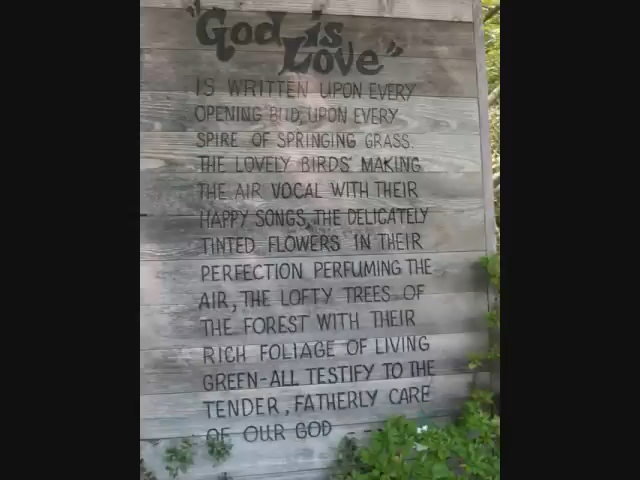 "God is
Love"
IS WRITTEN UPON EVERY
OPENING BUD, UPON EVERY
SPIRE OF SPRINGING GRASS.
THE LOVELY BIRDS MAKING
THE AIR VOCAL WITH THEIR
HAPPY SONGS, THE DELICATELY
TINTED FLOWERS IN THEIR
PERFECTION PERFUMING THE
AIR, THE LOFTY TREES OF
THE FOREST WITH THEIR
RICH FOLIAGE OF LIVING
GREEN-ALL TESTIFY TO THE
TENDER, FATHERLY CARE
OF OUR GOD ---